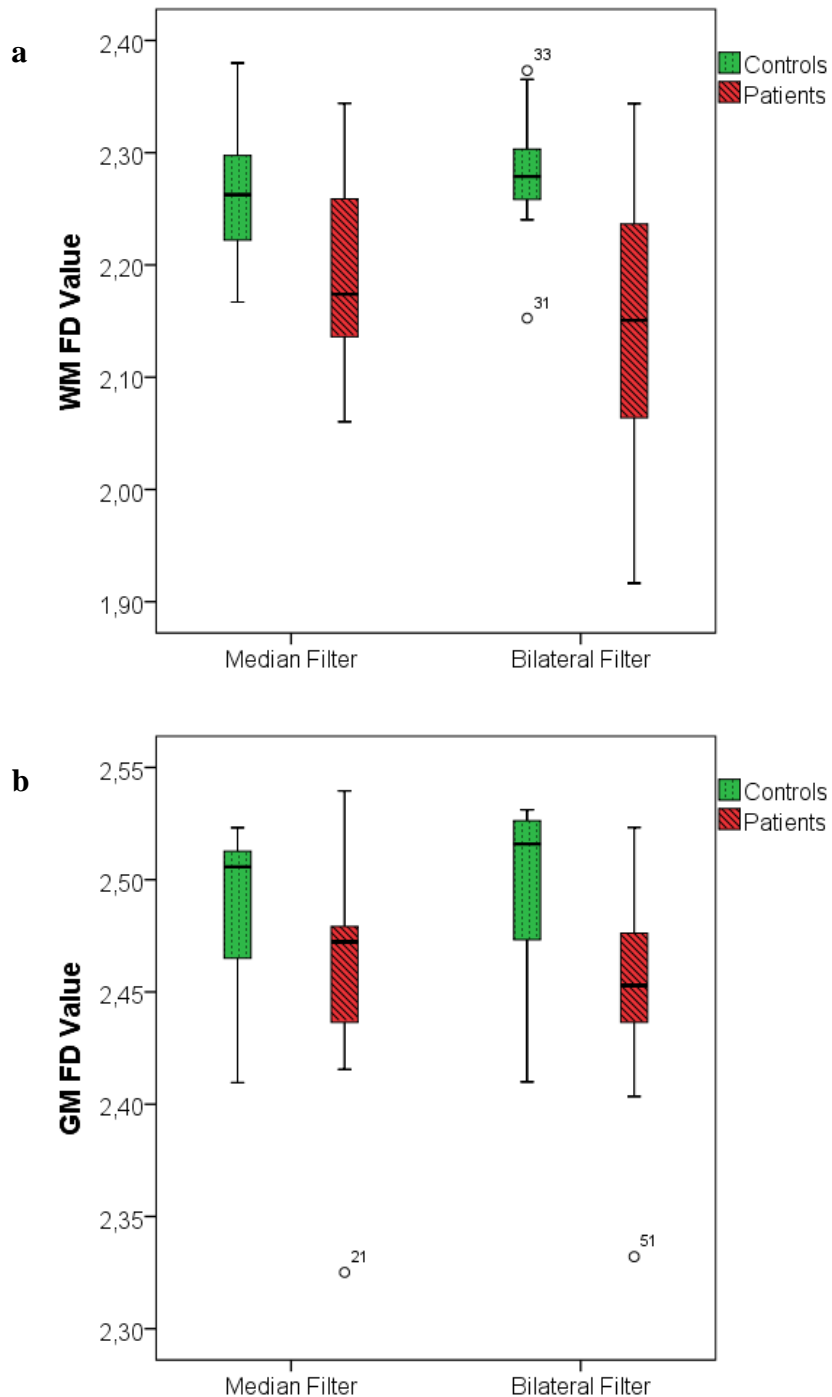 a
2,40
2,30
2,20
2,10
2,00
1,90
WM FD Value
33
31
Controls
Patients
Median Filter
Bilateral Filter
b
2,55
2,50
2,45
2,40
2,35
2,30
GM FD Value
21
51
Controls
Patients
Median Filter
Bilateral Filter